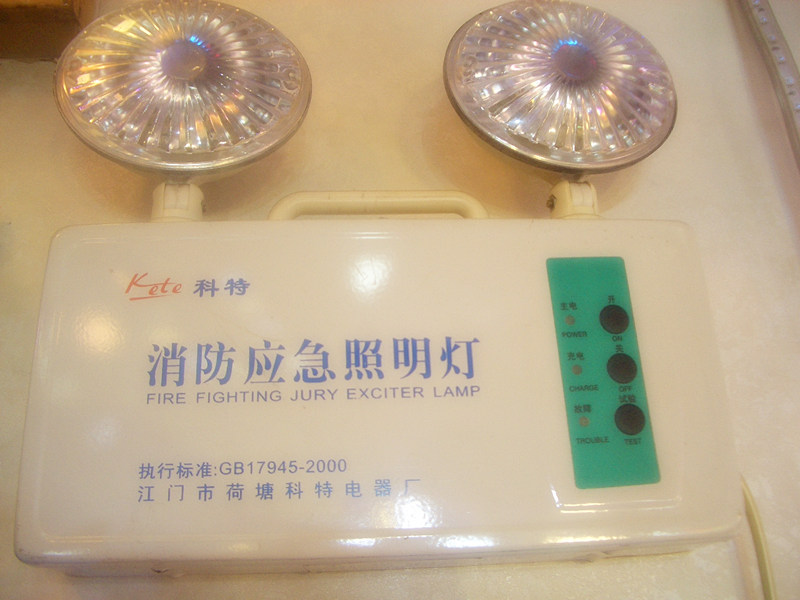 Kete 科特
消防应急照明灯
FIRE FIGHTING JURY EXCITER LAMP
执行标准:GB17945-2000
江门市荷塘科特电器厂
主电
POWER
开
ON
充电
CHARGE
关
OFF
故障
TROUBLE
试验
TEST